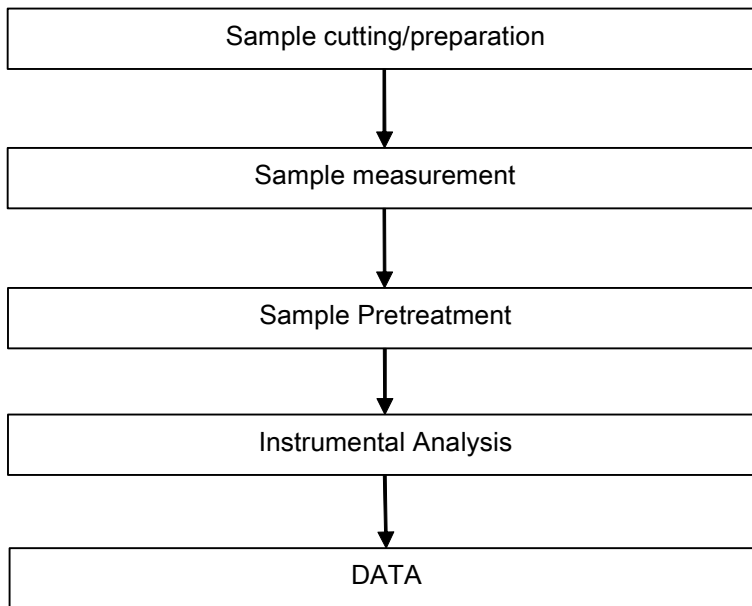 Sample cutting/preparation
Sample measurement
Sample Pretreatment
Instrumental Analysis
DATA